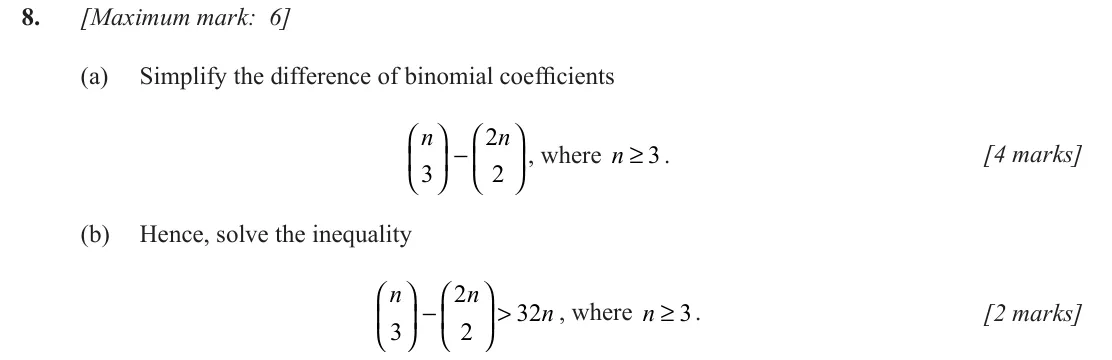 8. [Maximum mark: 6]
(a) Simplify the difference of binomial coefficients
(n 3) − (2n 2), where n ≥ 3. [4 marks]
(b) Hence, solve the inequality
(n 3) − (2n 2) > 32n, where n ≥ 3. [2 marks]